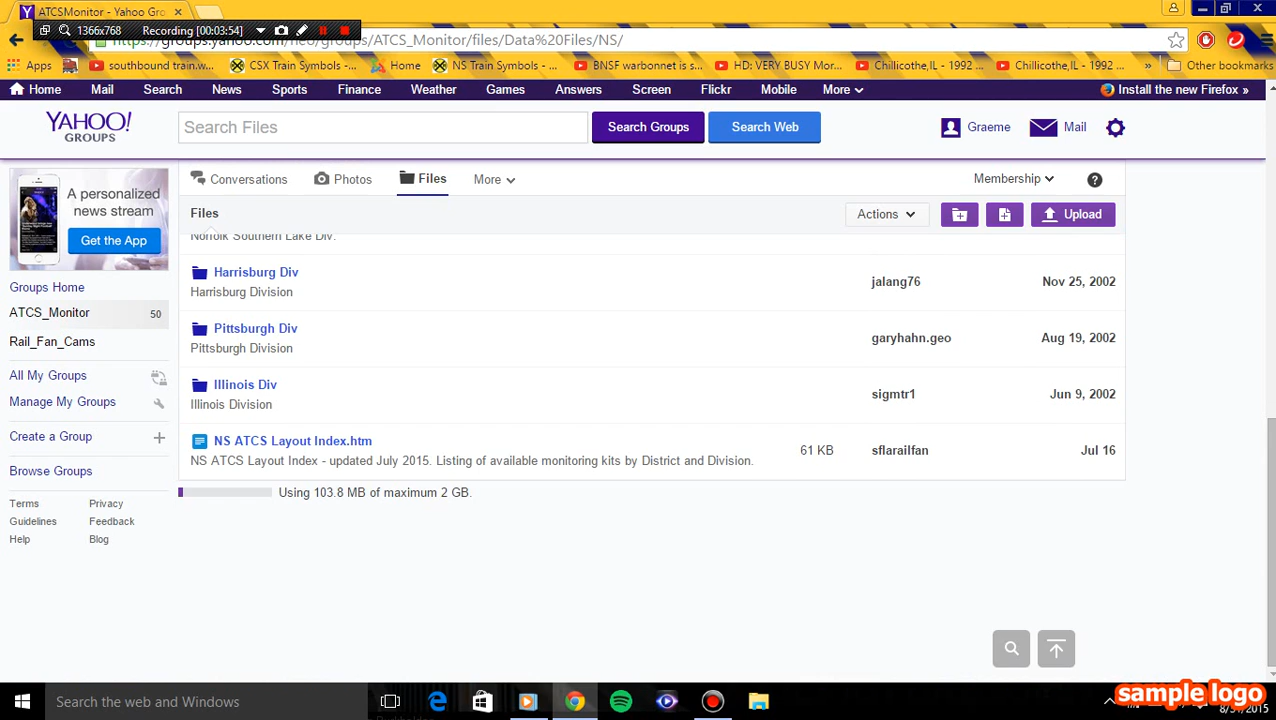 ATCSMonitor - Yahoo Gro
1366x768 Recording [00:03:54]
https://groups.yahoo.com/neo/groups/ATCS_Monitor/files/Data%20Files/NS/
Apps southbound train.w... CSX Train Symbols -... Home NS Train Symbols - ... BNSF warbonnet is s... HD: VERY BUSY Mor... Chillicothe,IL - 1992 ... Chillicothe,IL - 1992 ... » Other bookmarks
Home Mail Search News Sports Finance Weather Games Answers Screen Flickr Mobile More Install the new Firefox »
YAHOO!
GROUPS
Search Files
Search Groups
Search Web
Graeme
Mail
A personalized
news stream
Get the App
Conversations Photos Files More Membership
Files Actions Upload
Norfolk Southern Lake Div.
Harrisburg Div
Harrisburg Division
jalang76 Nov 25, 2002
Pittsburgh Div
Pittsburgh Division
garyhahn.geo Aug 19, 2002
Illinois Div
Illinois Division
sigmtr1 Jun 9, 2002
NS ATCS Layout Index.htm
NS ATCS Layout Index - updated July 2015. Listing of available monitoring kits by District and Division.
61 KB sflarailfan Jul 16
Using 103.8 MB of maximum 2 GB.
Groups Home
ATCS_Monitor 50
Rail_Fan_Cams
All My Groups
Manage My Groups
Create a Group
Browse Groups
Terms Privacy
Guidelines Feedback
Help Blog
Search the web and Windows
sample logo
8/31/2015